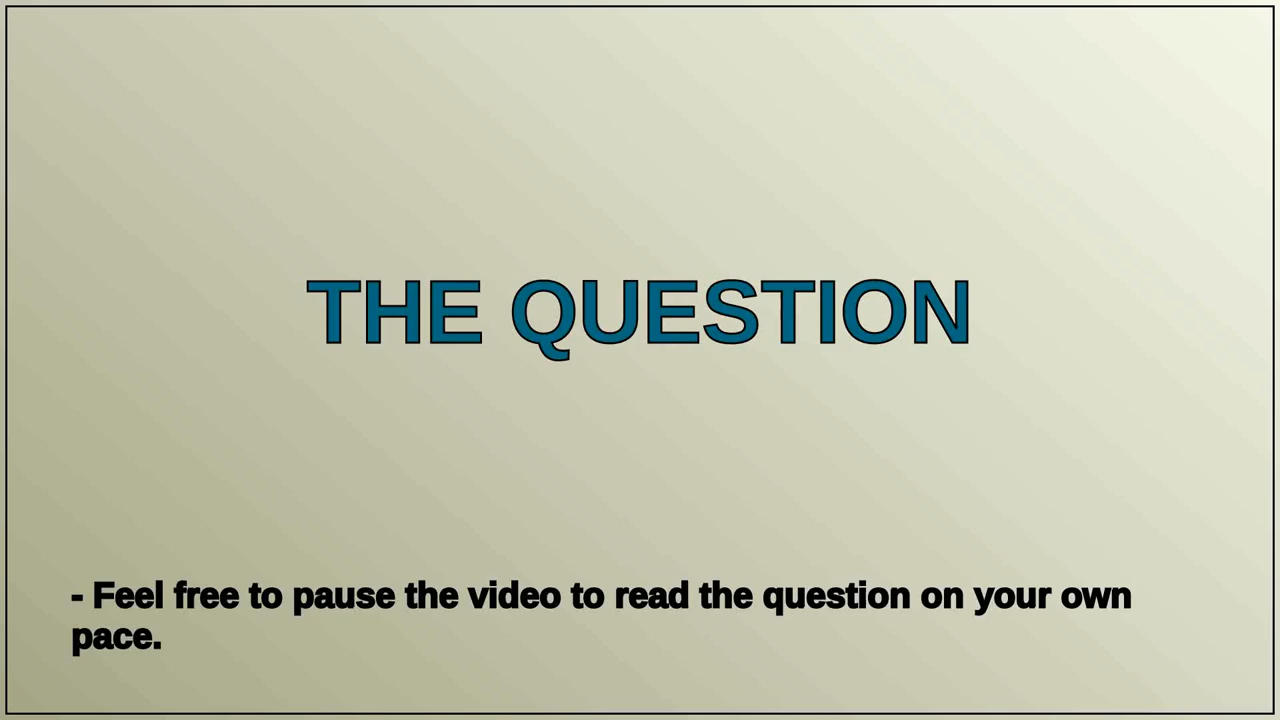 THE QUESTION
- Feel free to pause the video to read the question on your own
pace.